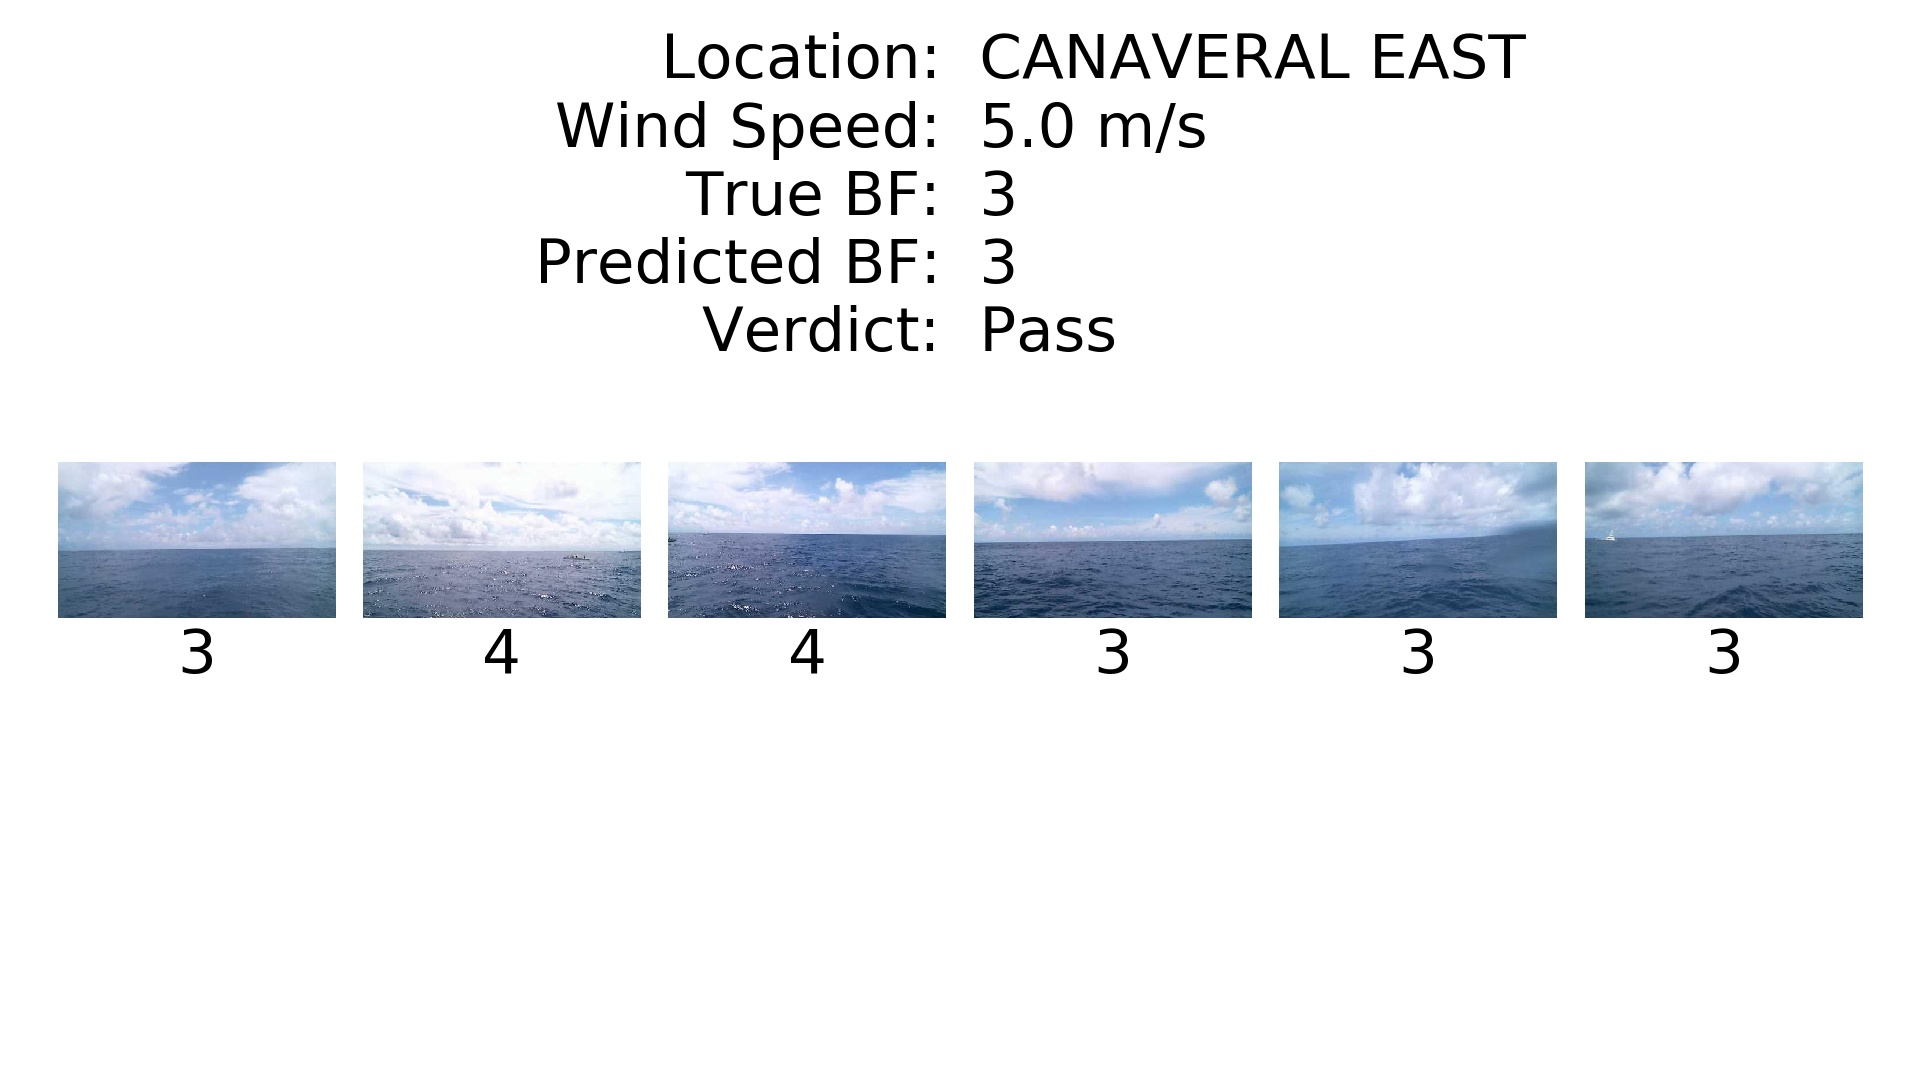 Location: CANAVERAL EAST
Wind Speed: 5.0 m/s
True BF: 3
Predicted BF: 3
Verdict: Pass
3 4 4 3 3 3